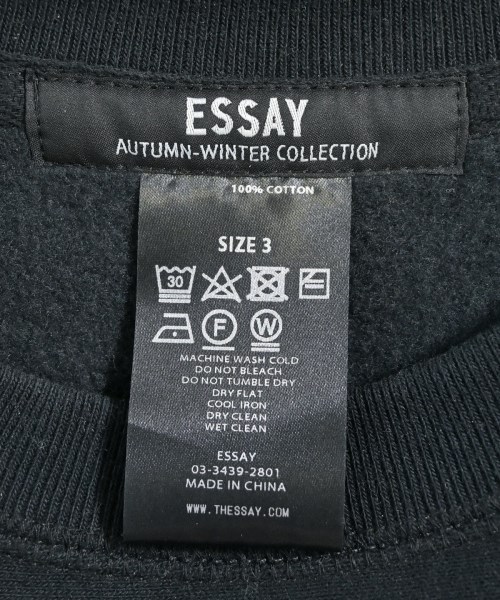 ESSAY
AUTUMN-WINTER COLLECTION
100% COTTON
SIZE 3
30
F W
MACHINE WASH COLD
DO NOT BLEACH
DO NOT TUMBLE DRY
DRY FLAT
COOL IRON
DRY CLEAN
WET CLEAN
ESSAY
03-3439-2801
MADE IN CHINA
WWW.THESSAY.COM